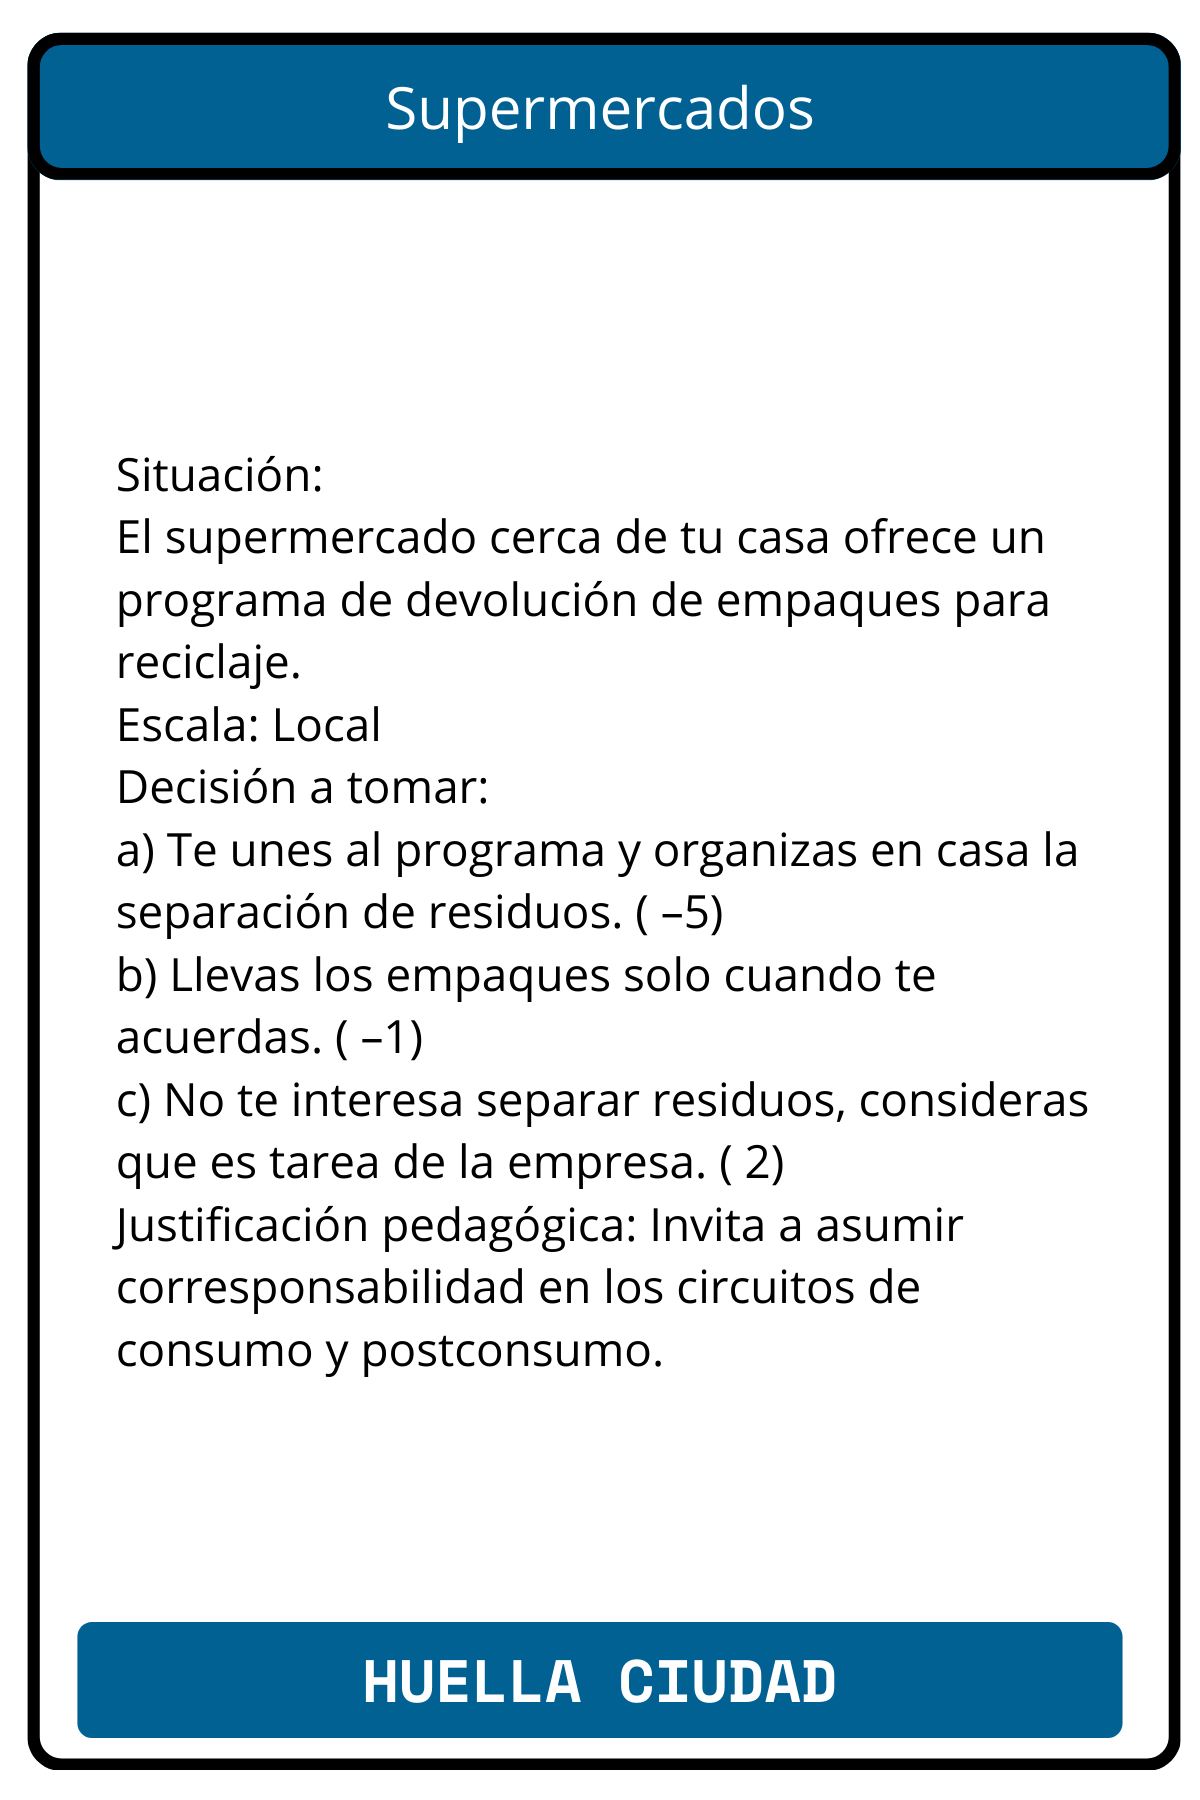 Supermercados
Situación:
El supermercado cerca de tu casa ofrece un
programa de devolución de empaques para
reciclaje.
Escala: Local
Decisión a tomar:
a) Te unes al programa y organizas en casa la
separación de residuos. ( –5)
b) Llevas los empaques solo cuando te
acuerdas. ( –1)
c) No te interesa separar residuos, consideras
que es tarea de la empresa. ( 2)
Justificación pedagógica: Invita a asumir
corresponsabilidad en los circuitos de
consumo y postconsumo.
HUELLA CIUDAD